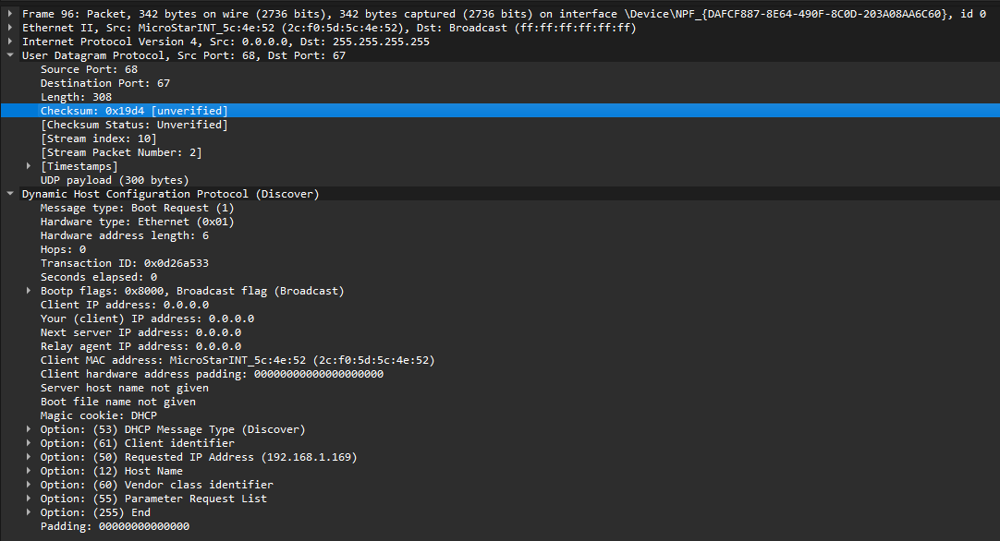 Frame 96: Packet, 342 bytes on wire (2736 bits), 342 bytes captured (2736 bits) on interface \Device\NPF_{DAFCF887-8E64-490F-8C0D-203A08AA6C60}, id 0
Ethernet II, Src: MicroStarINT_5c:4e:52 (2c:f0:5d:5c:4e:52), Dst: Broadcast (ff:ff:ff:ff:ff:ff)
Internet Protocol Version 4, Src: 0.0.0.0, Dst: 255.255.255.255
User Datagram Protocol, Src Port: 68, Dst Port: 67
Source Port: 68
Destination Port: 67
Length: 308
Checksum: 0x19d4 [unverified]
[Checksum Status: Unverified]
[Stream index: 10]
[Stream Packet Number: 2]
[Timestamps]
UDP payload (300 bytes)
Dynamic Host Configuration Protocol (Discover)
Message type: Boot Request (1)
Hardware type: Ethernet (0x01)
Hardware address length: 6
Hops: 0
Transaction ID: 0x0d26a533
Seconds elapsed: 0
Bootp flags: 0x8000, Broadcast flag (Broadcast)
Client IP address: 0.0.0.0
Your (client) IP address: 0.0.0.0
Next server IP address: 0.0.0.0
Relay agent IP address: 0.0.0.0
Client MAC address: MicroStarINT_5c:4e:52 (2c:f0:5d:5c:4e:52)
Client hardware address padding: 00000000000000000000
Server host name not given
Boot file name not given
Magic cookie: DHCP
Option: (53) DHCP Message Type (Discover)
Option: (61) Client identifier
Option: (50) Requested IP Address (192.168.1.169)
Option: (12) Host Name
Option: (60) Vendor class identifier
Option: (55) Parameter Request List
Option: (255) End
Padding: 00000000000000